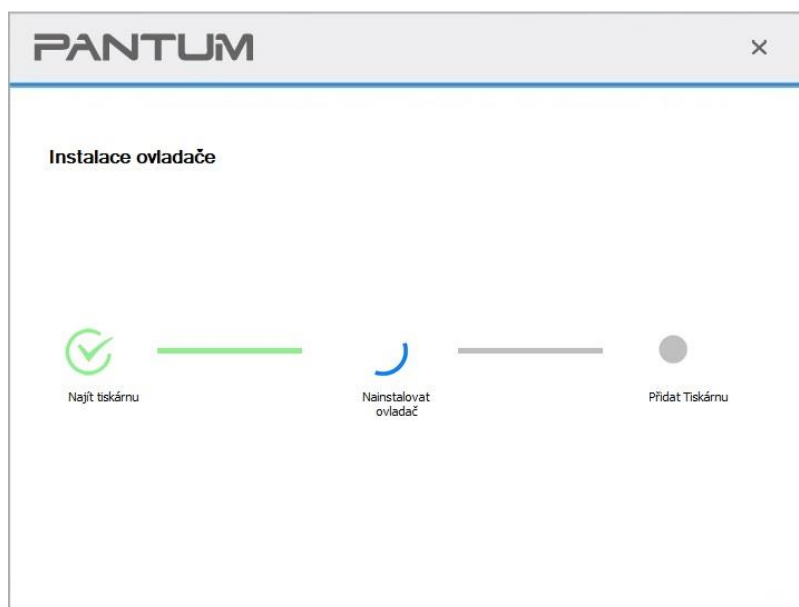 PANTUM
Instalace ovladače
Najít tiskárnu
Nainstalovat
ovladač
Přidat Tiskárnu